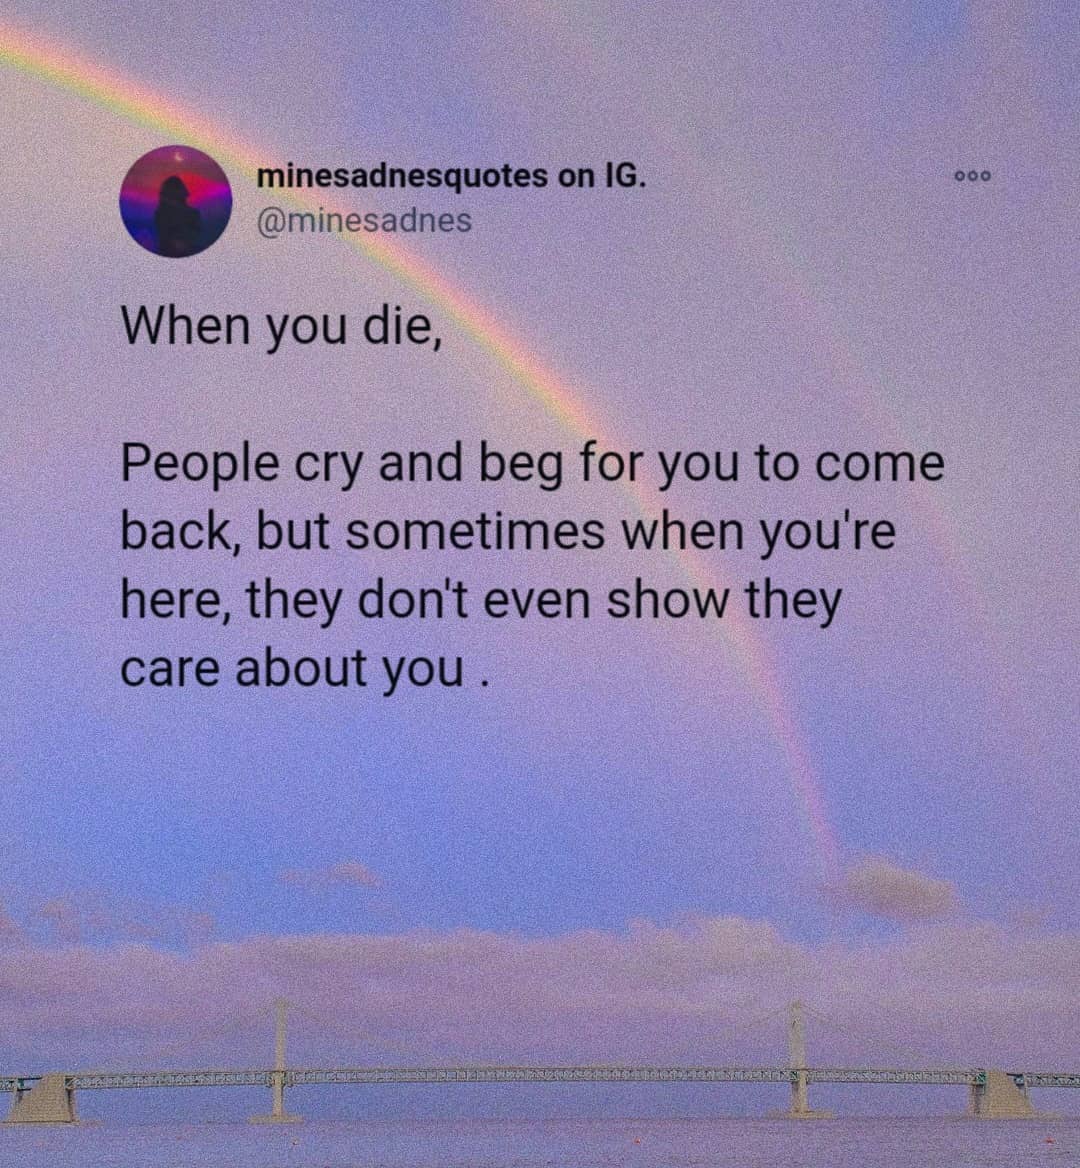 minesadnesquotes on IG.
@minesadnes
When you die,
People cry and beg for you to come
back, but sometimes when you're
here, they don't even show they
care about you .